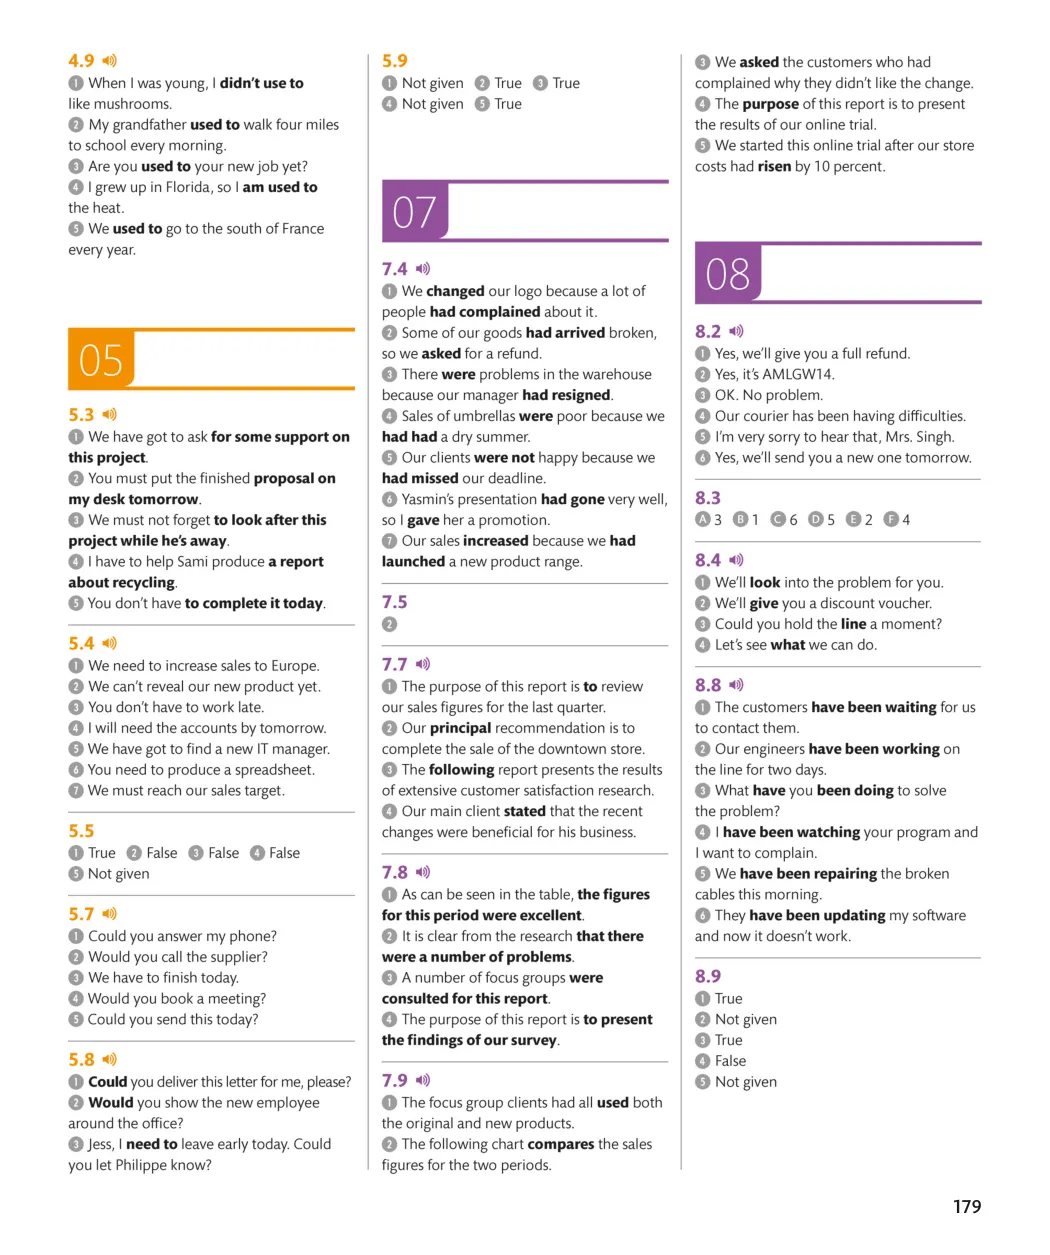 4.9
1 When I was young, I didn't use to
like mushrooms.
2 My grandfather used to walk four miles
to school every morning.
3 Are you used to your new job yet?
4 I grew up in Florida, so I am used to
the heat.
5 We used to go to the south of France
every year.
05
5.3
1 We have got to ask for some support on
this project.
2 You must put the finished proposal on
my desk tomorrow.
3 We must not forget to look after this
project while he's away.
4 I have to help Sami produce a report
about recycling.
5 You don't have to complete it today.
5.4
1 We need to increase sales to Europe.
2 We can't reveal our new product yet.
3 You don't have to work late.
4 I will need the accounts by tomorrow.
5 We have got to find a new IT manager.
6 You need to produce a spreadsheet.
7 We must reach our sales target.
5.5
1 True 2 False 3 False 4 False
5 Not given
5.7
1 Could you answer my phone?
2 Would you call the supplier?
3 We have to finish today.
4 Would you book a meeting?
5 Could you send this today?
5.8
1 Could you deliver this letter for me, please?
2 Would you show the new employee
around the office?
3 Jess, I need to leave early today. Could
you let Philippe know?
5.9
1 Not given 2 True 3 True
4 Not given 5 True
07
7.4
1 We changed our logo because a lot of
people had complained about it.
2 Some of our goods had arrived broken,
so we asked for a refund.
3 There were problems in the warehouse
because our manager had resigned.
4 Sales of umbrellas were poor because we
had had a dry summer.
5 Our clients were not happy because we
had missed our deadline.
6 Yasmin's presentation had gone very well,
so I gave her a promotion.
7 Our sales increased because we had
launched a new product range.
7.5
2
7.7
1 The purpose of this report is to review
our sales figures for the last quarter.
2 Our principal recommendation is to
complete the sale of the downtown store.
3 The following report presents the results
of extensive customer satisfaction research.
4 Our main client stated that the recent
changes were beneficial for his business.
7.8
1 As can be seen in the table, the figures
for this period were excellent.
2 It is clear from the research that there
were a number of problems.
3 A number of focus groups were
consulted for this report.
4 The purpose of this report is to present
the findings of our survey.
7.9
1 The focus group clients had all used both
the original and new products.
2 The following chart compares the sales
figures for the two periods.
3 We asked the customers who had
complained why they didn't like the change.
4 The purpose of this report is to present
the results of our online trial.
5 We started this online trial after our store
costs had risen by 10 percent.
08
8.2
1 Yes, we'll give you a full refund.
2 Yes, it's AMLGW14.
3 OK. No problem.
4 Our courier has been having difficulties.
5 I'm very sorry to hear that, Mrs. Singh.
6 Yes, we'll send you a new one tomorrow.
8.3
A 3 B 1 C 6 D 5 E 2 F 4
8.4
1 We'll look into the problem for you.
2 We'll give you a discount voucher.
3 Could you hold the line a moment?
4 Let's see what we can do.
8.8
1 The customers have been waiting for us
to contact them.
2 Our engineers have been working on
the line for two days.
3 What have you been doing to solve
the problem?
4 I have been watching your program and
I want to complain.
5 We have been repairing the broken
cables this morning.
6 They have been updating my software
and now it doesn't work.
8.9
1 True
2 Not given
3 True
4 False
5 Not given
179